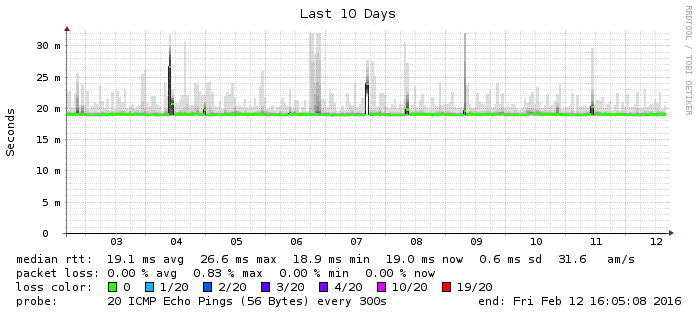 Last 10 Days
RRDTOOL / TOBI OETIKER
Seconds
30 m
25 m
20 m
15 m
10 m
5 m
0
03 04 05 06 07 08 09 10 11 12
median rtt: 19.1 ms avg 26.6 ms max 18.9 ms min 19.0 ms now 0.6 ms sd 31.6 am/s
packet loss: 0.00 % avg 0.83 % max 0.00 % min 0.00 % now
loss color: 0 1/20 2/20 3/20 4/20 10/20 19/20
probe: 20 ICMP Echo Pings (56 Bytes) every 300s end: Fri Feb 12 16:05:08 2016